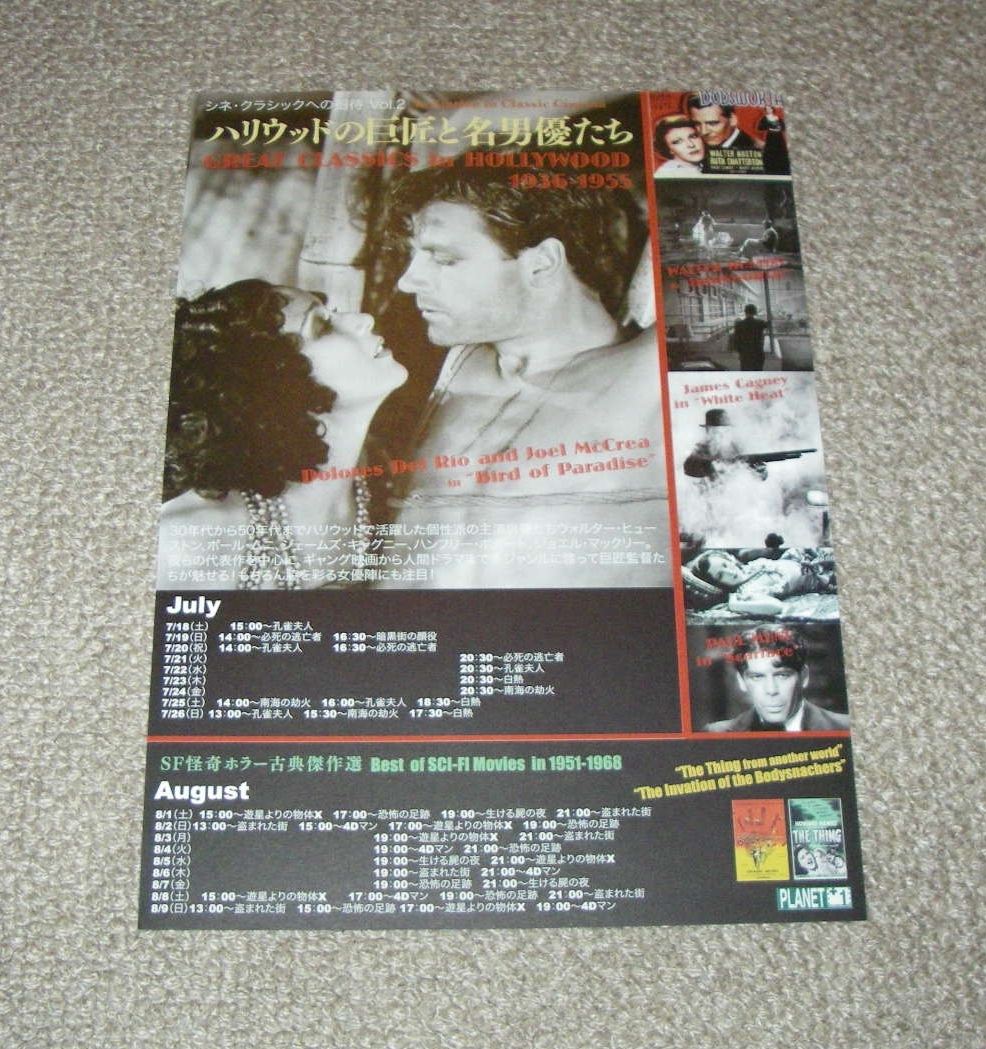 シネ・クラシックへの招待 Vol.2 Invitation to Classic Cinema
ハリウッドの巨匠と名男優たち
GREAT CLASSICS in HOLLYWOOD
1936-1955
DODSWORTH
WALTER HUSTON
RUTH CHATTERTON
James Cagney
in "White Heat"
Dolores Del Rio and Joel McCrea
in "Bird of Paradise"
30年代から50年代までハリウッドで活躍した個性派の主演男優たちウォルター・ヒュー
ストン、ポール・ムニ、ジェームズ・キャグニー、ハンフリー・ボガート、ジョエル・マックリー。
彼らの代表作を中心に、ギャング映画から人間ドラマまで各ジャンルに渡って巨匠監督た
ちが魅せる！もちろん脇を彩る女優陣にも注目！
PAUL MUNI
in "Scarface"
July
7/18(土) 15:00～孔雀夫人
7/19(日) 14:00～必死の逃亡者 16:30～暗黒街の顔役
7/20(祝) 14:00～孔雀夫人 16:30～必死の逃亡者
7/21(火) 20:30～必死の逃亡者
7/22(水) 20:30～孔雀夫人
7/23(木) 20:30～白熱
7/24(金) 20:30～南海の劫火
7/25(土) 14:00～南海の劫火 16:00～孔雀夫人 18:30～白熱
7/26(日) 13:00～孔雀夫人 15:30～南海の劫火 17:30～白熱
SF怪奇ホラー古典傑作選 Best of SCI-FI Movies in 1951-1968
"The Thing from another world"
"The Invation of the Bodysnachers"
August
8/1(土) 15:00～遊星よりの物体X 17:00～恐怖の足跡 19:00～生ける屍の夜 21:00～盗まれた街
8/2(日) 13:00～盗まれた街 15:00～4Dマン 17:00～遊星よりの物体X 19:00～恐怖の足跡
8/3(月) 19:00～遊星よりの物体X 21:00～盗まれた街
8/4(火) 19:00～4Dマン 21:00～恐怖の足跡
8/5(水) 19:00～生ける屍の夜 21:00～遊星よりの物体X
8/6(木) 19:00～盗まれた街 21:00～4Dマン
8/7(金) 19:00～恐怖の足跡 21:00～生ける屍の夜
8/8(土) 15:00～遊星よりの物体X 17:00～4Dマン 19:00～恐怖の足跡 21:00～盗まれた街
8/9(日) 13:00～盗まれた街 15:00～恐怖の足跡 17:00～遊星よりの物体X 19:00～4Dマン
THE THING
PLANET +1